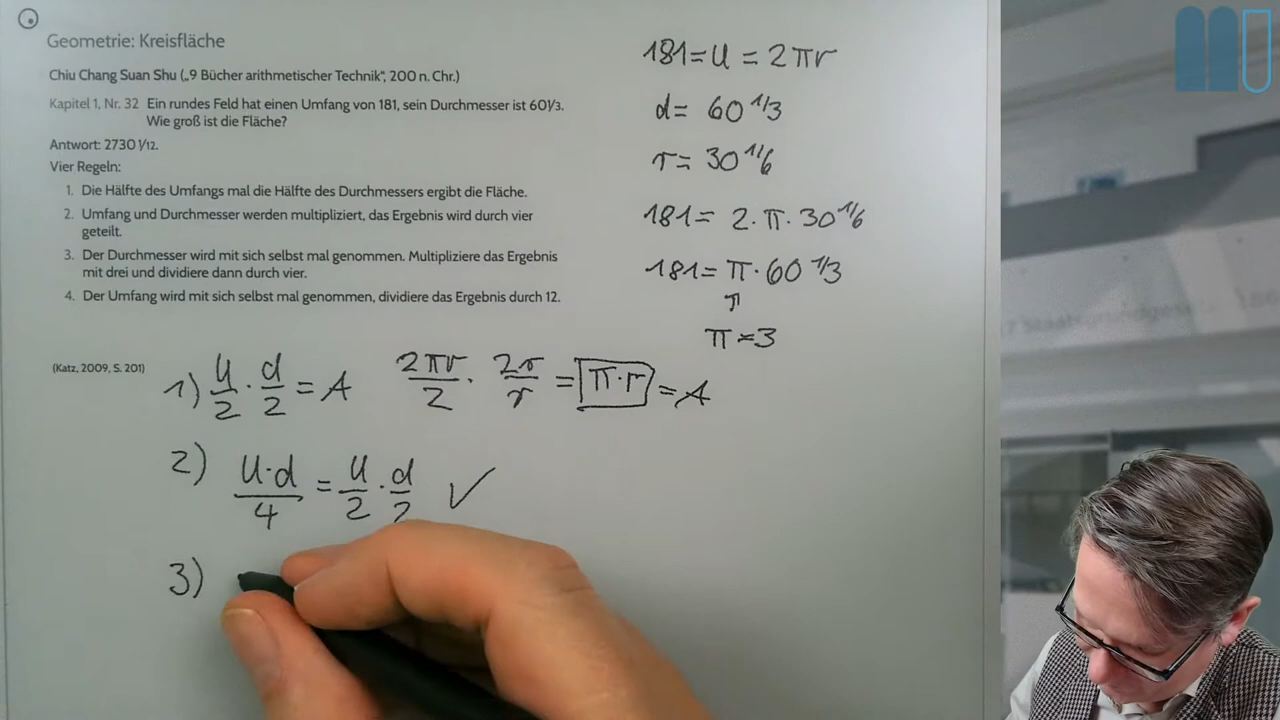 Geometrie: Kreisfläche
Chiu Chang Suan Shu („9 Bücher arithmetischer Technik“, 200 n. Chr.)
Kapitel 1, Nr. 32 Ein rundes Feld hat einen Umfang von 181, sein Durchmesser ist 60 1/3.
Wie groß ist die Fläche?
Antwort: 2730 1/12.
Vier Regeln:
1. Die Hälfte des Umfangs mal die Hälfte des Durchmessers ergibt die Fläche.
2. Umfang und Durchmesser werden multipliziert, das Ergebnis wird durch vier
geteilt.
3. Der Durchmesser wird mit sich selbst mal genommen. Multipliziere das Ergebnis
mit drei und dividiere dann durch vier.
4. Der Umfang wird mit sich selbst mal genommen, dividiere das Ergebnis durch 12.
(Katz, 2009, S. 201)
181 = u = 2πr
d = 60 1/3
r = 30 1/6
181 = 2·π·30 1/6
181 = π·60 1/3
π≈3
1) u/2 · d/2 = A 2πr/2 · 2r/r = π·r = A
2) u·d/4 = u/2 · d/2 ✓
3)